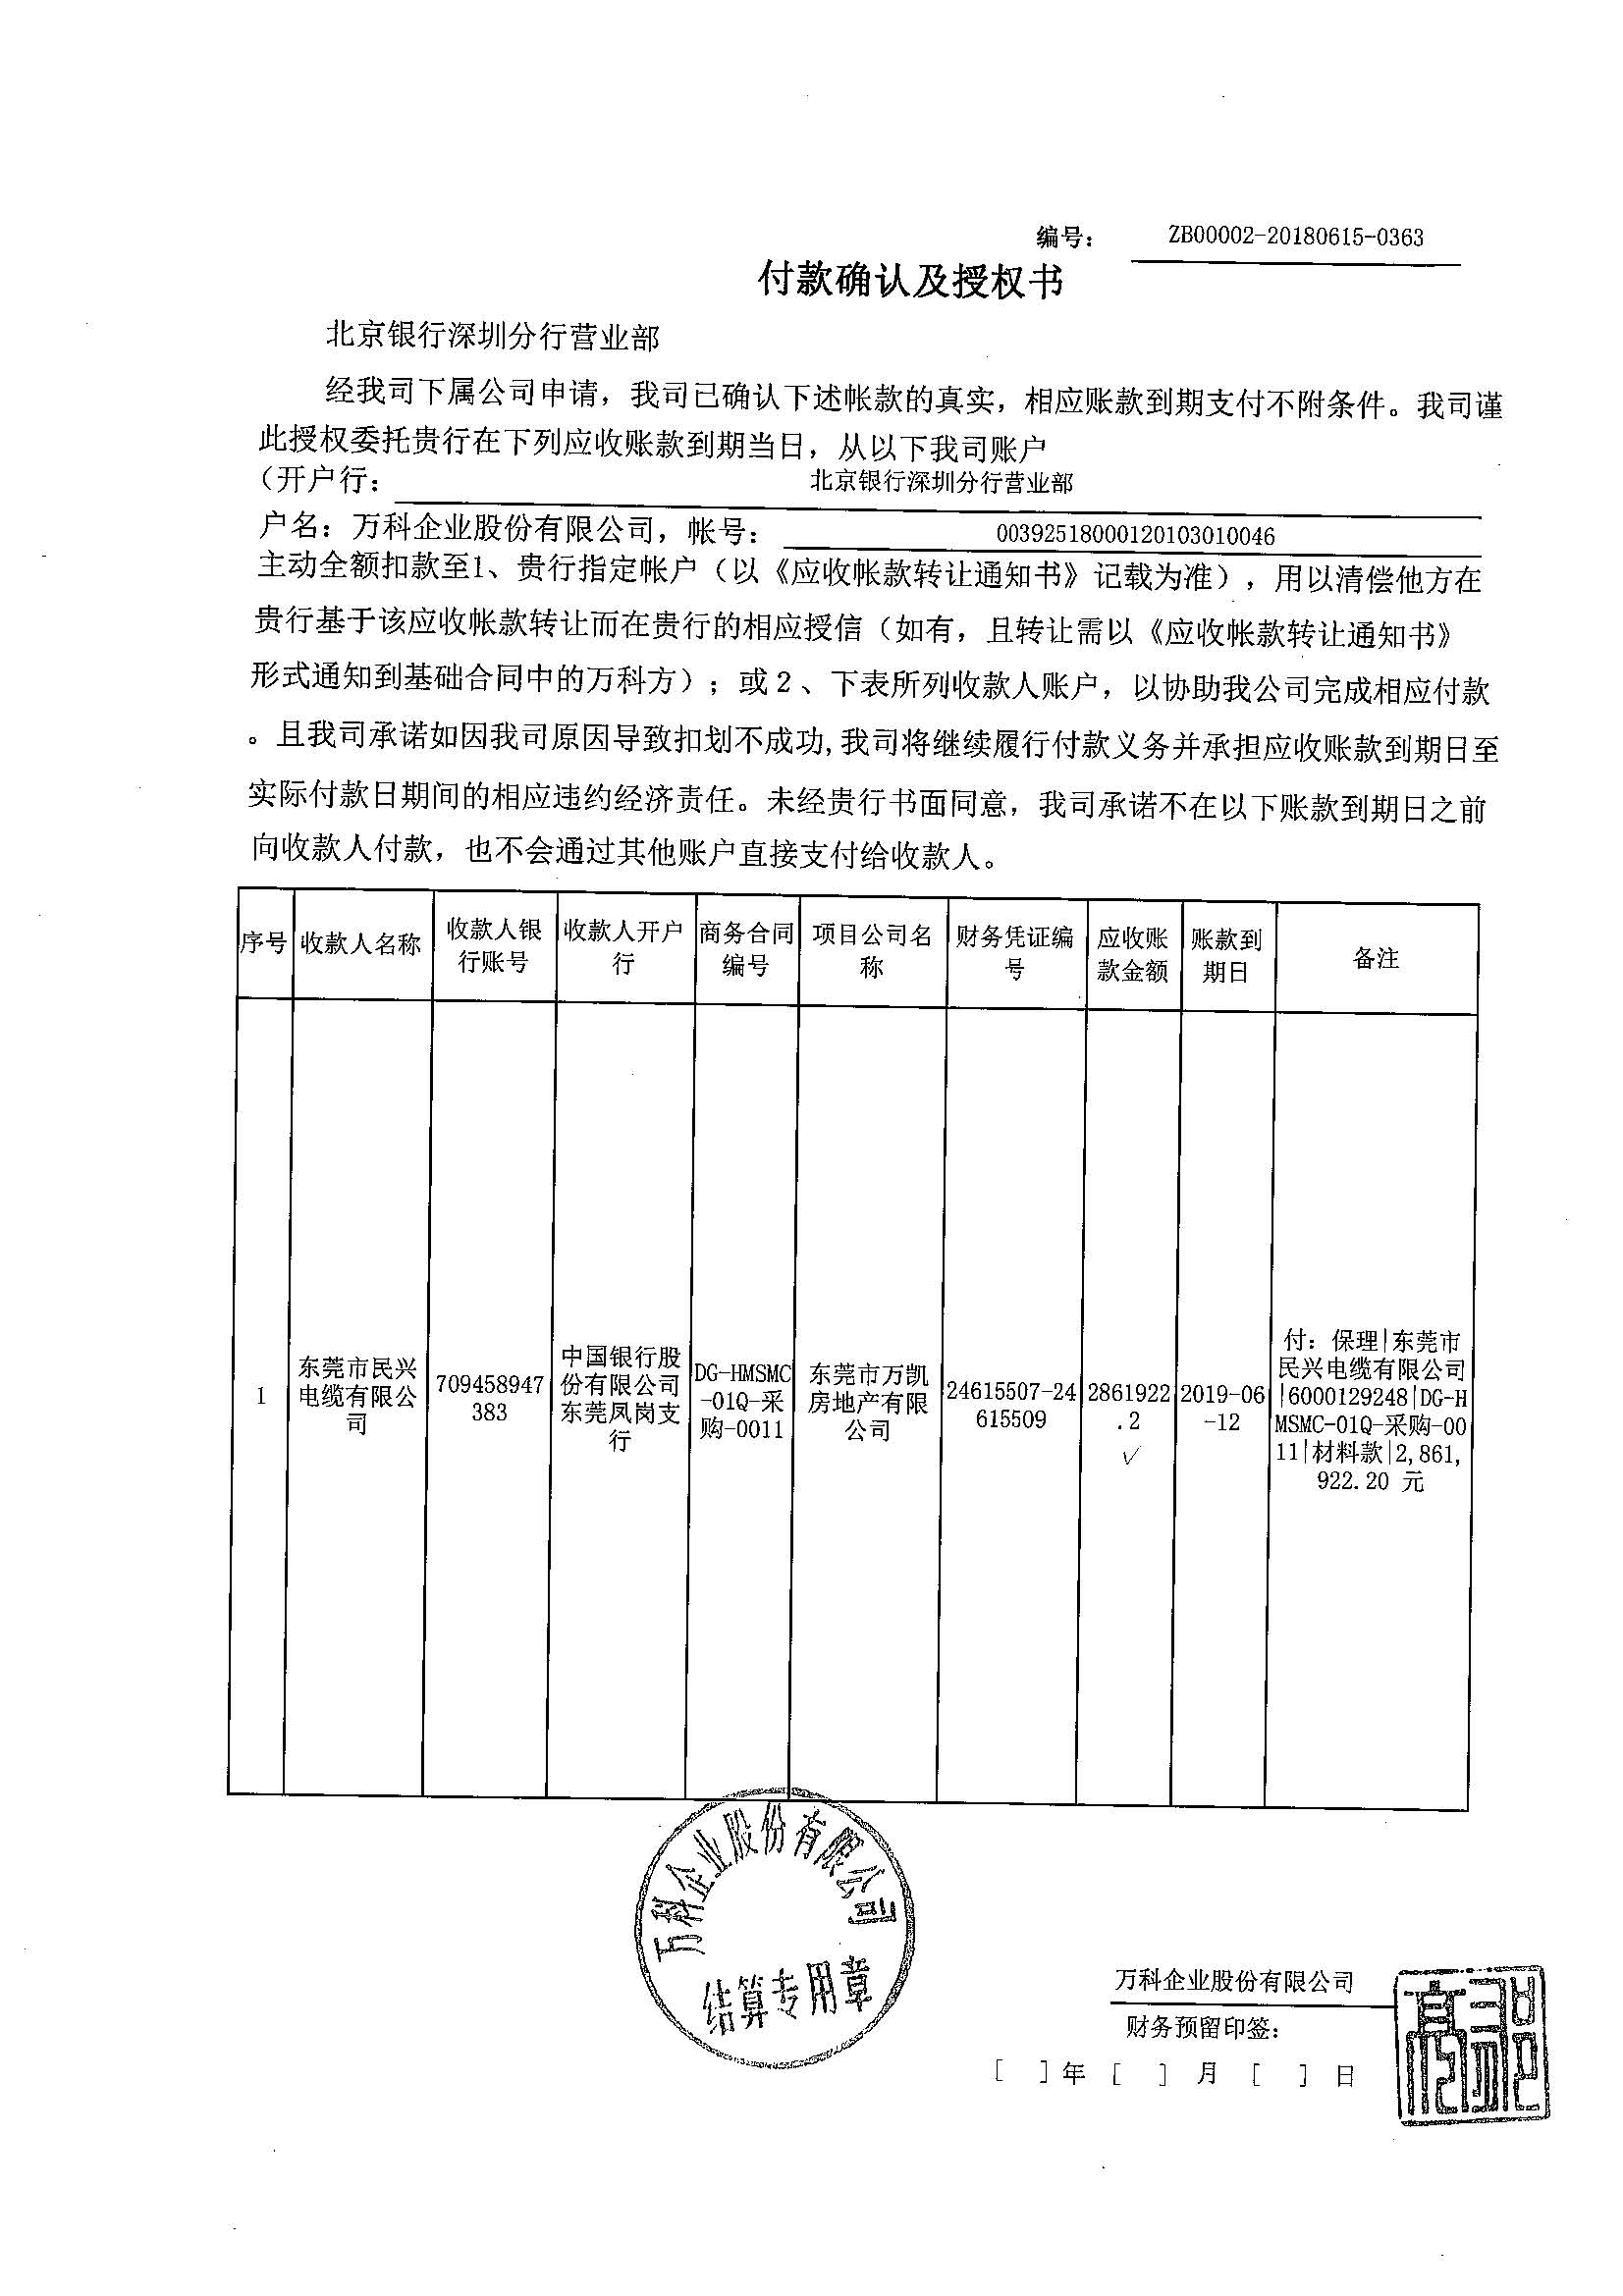 编号： ZB00002-20180615-0363
付款确认及授权书
北京银行深圳分行营业部
经我司下属公司申请，我司已确认下述帐款的真实，相应账款到期支付不附条件。我司谨
此授权委托贵行在下列应收账款到期当日，从以下我司账户
（开户行： 北京银行深圳分行营业部
户名：万科企业股份有限公司，帐号： 00392518000120103010046
主动全额扣款至1、贵行指定帐户（以《应收帐款转让通知书》记载为准），用以清偿他方在
贵行基于该应收帐款转让而在贵行的相应授信（如有，且转让需以《应收帐款转让通知书》
形式通知到基础合同中的万科方）；或2、下表所列收款人账户，以协助我公司完成相应付款
。且我司承诺如因我司原因导致扣划不成功,我司将继续履行付款义务并承担应收账款到期日至
实际付款日期间的相应违约经济责任。未经贵行书面同意，我司承诺不在以下账款到期日之前
向收款人付款，也不会通过其他账户直接支付给收款人。
序号
收款人名称
收款人银
行账号
收款人开户
行
商务合同
编号
项目公司名
称
财务凭证编
号
应收账
款金额
账款到
期日
备注
1
东莞市民兴
电缆有限公
司
709458947
383
中国银行股
份有限公司
东莞凤岗支
行
DG-HMSMC
-01Q-采
购-0011
东莞市万凯
房地产有限
公司
24615507-24
615509
2861922
.2
✓
2019-06
-12
付：保理|东莞市
民兴电缆有限公司
|6000129248|DG-H
MSMC-01Q-采购-00
11|材料款|2,861,
922.20 元
万科企业股份有限公司
结算专用章
万科企业股份有限公司
财务预留印签：
[ ]年 [ ] 月 [ ] 日